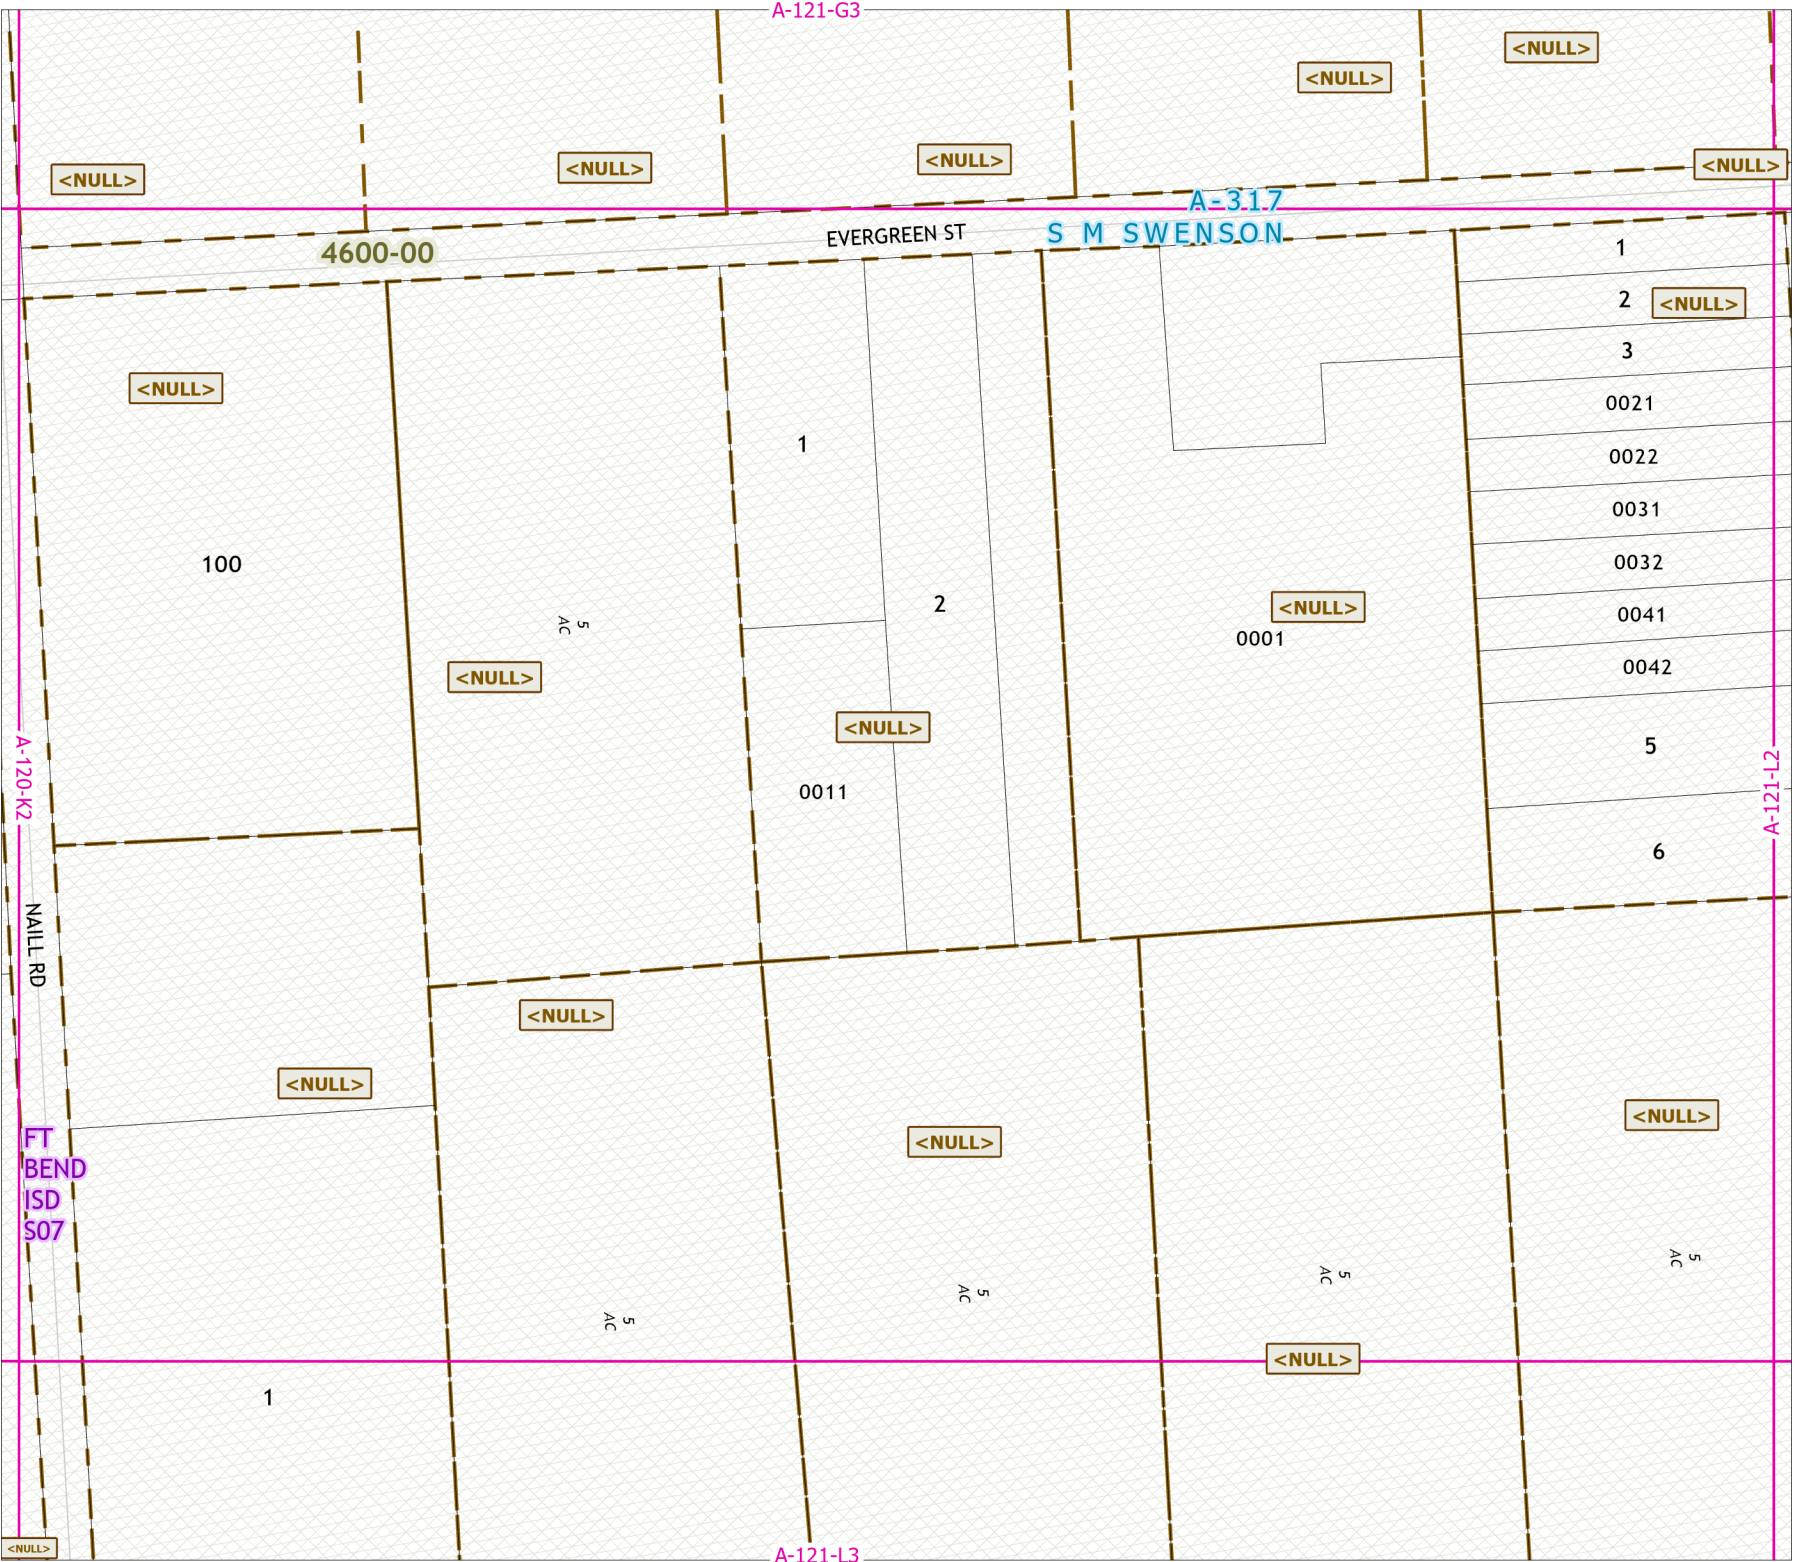 A-121-G3
<NULL>
<NULL>
<NULL>
<NULL>
<NULL>
<NULL>
A-317
S M SWENSON
EVERGREEN ST
4600-00
1
2
<NULL>
3
0021
0022
0031
0032
0041
0042
5
6
<NULL>
100
1
2
5
AC
<NULL>
<NULL>
0001
<NULL>
0011
A-120-K2
A-121-L2
NAILL RD
<NULL>
<NULL>
<NULL>
<NULL>
FT
BEND
ISD
S07
5
AC
5
AC
5
AC
5
AC
<NULL>
1
<NULL>
A-121-L3